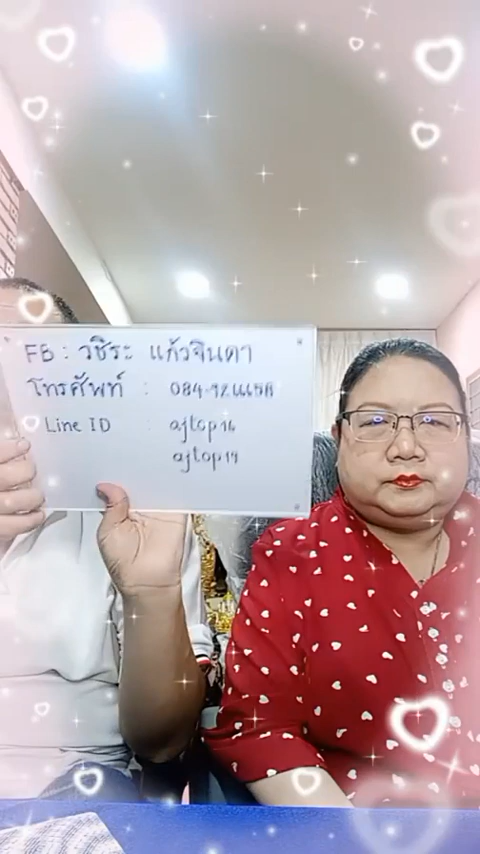 FB : วชิระ แก้วจินดา
โทรศัพท์ :
Line ID : ajtop16
ajtop19